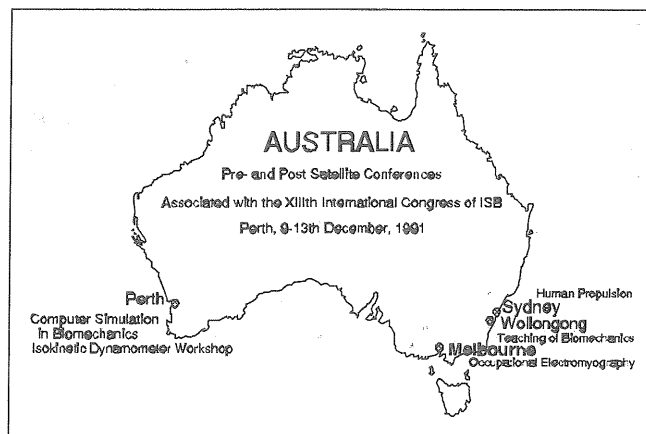 AUSTRALIA
Pre- and Post Satellite Conferences
Associated with the XIIIth International Congress of ISB
Perth, 9-13th December, 1991
Perth
Computer Simulation
in Biomechanics
Isokinetic Dynamometer Workshop
Human Propulsion
Sydney
Wollongong
Teaching of Biomechanics
Melbourne
Occupational Electromyography